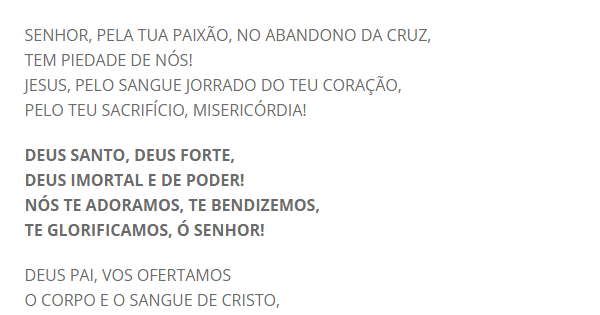 SENHOR, PELA TUA PAIXÃO, NO ABANDONO DA CRUZ,
TEM PIEDADE DE NÓS!
JESUS, PELO SANGUE JORRADO DO TEU CORAÇÃO,
PELO TEU SACRIFÍCIO, MISERICÓRDIA!
DEUS SANTO, DEUS FORTE,
DEUS IMORTAL E DE PODER!
NÓS TE ADORAMOS, TE BENDIZEMOS,
TE GLORIFICAMOS, Ó SENHOR!
DEUS PAI, VOS OFERTAMOS
O CORPO E O SANGUE DE CRISTO,